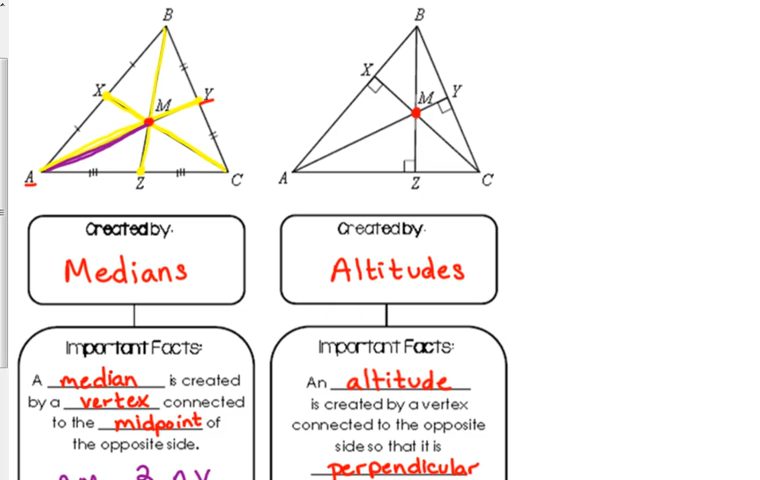 B
X
Y
M
A
Z
C
Created by:
Medians
Important Facts:
A median is created
by a vertex connected
to the midpoint of
the opposite side.
B
X
Y
M
A
Z
C
Created by:
Altitudes
Important Facts:
An altitude
is created by a vertex
connected to the opposite
side so that it is
perpendicular